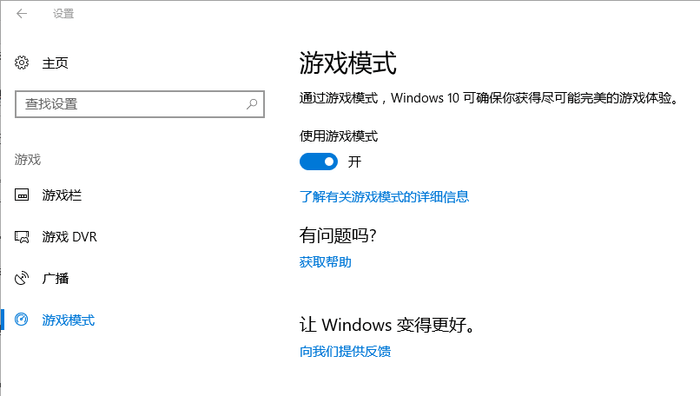 设置
主页
查找设置
游戏
游戏栏
游戏 DVR
广播
游戏模式
游戏模式
通过游戏模式，Windows 10 可确保你获得尽可能完美的游戏体验。
使用游戏模式
开
了解有关游戏模式的详细信息
有问题吗?
获取帮助
让 Windows 变得更好。
向我们提供反馈